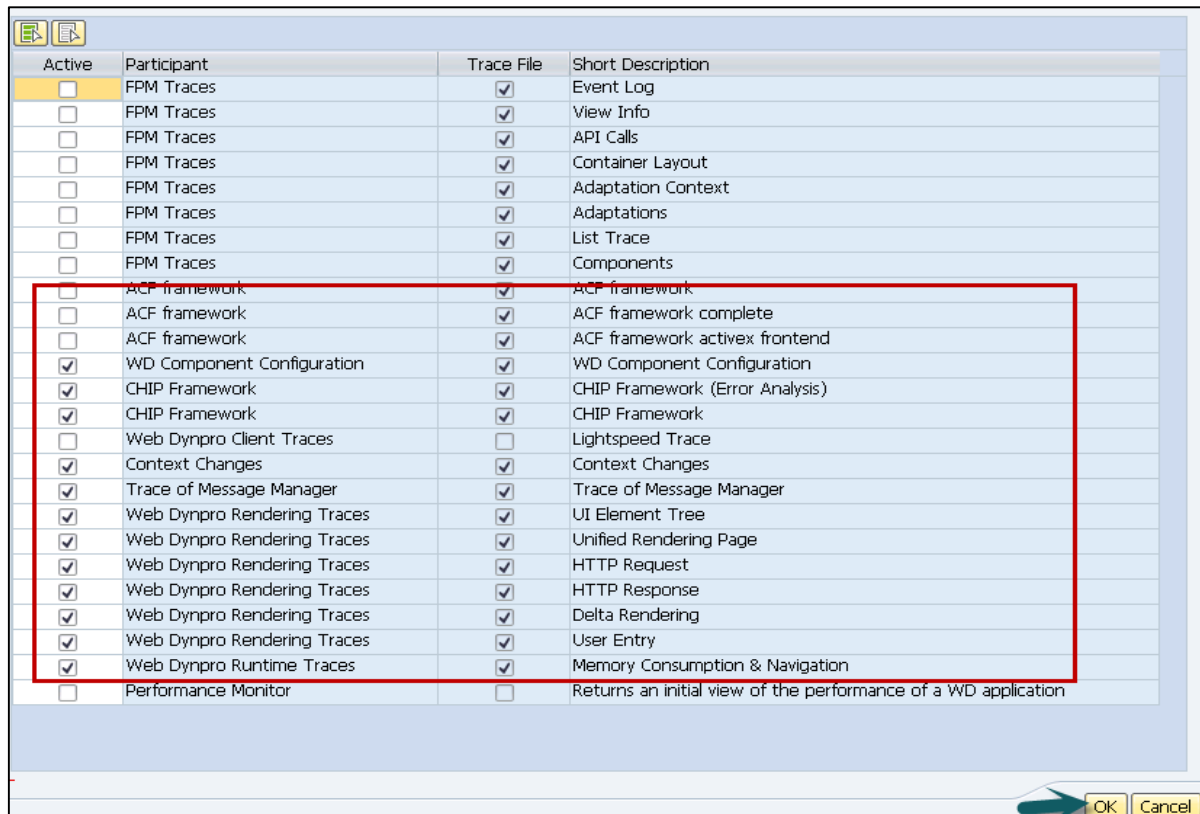 Active Participant Trace File Short Description
FPM Traces Event Log
FPM Traces View Info
FPM Traces API Calls
FPM Traces Container Layout
FPM Traces Adaptation Context
FPM Traces Adaptations
FPM Traces List Trace
FPM Traces Components
ACF framework ACF framework
ACF framework ACF framework complete
ACF framework ACF framework activex frontend
WD Component Configuration WD Component Configuration
CHIP Framework CHIP Framework (Error Analysis)
CHIP Framework CHIP Framework
Web Dynpro Client Traces Lightspeed Trace
Context Changes Context Changes
Trace of Message Manager Trace of Message Manager
Web Dynpro Rendering Traces UI Element Tree
Web Dynpro Rendering Traces Unified Rendering Page
Web Dynpro Rendering Traces HTTP Request
Web Dynpro Rendering Traces HTTP Response
Web Dynpro Rendering Traces Delta Rendering
Web Dynpro Rendering Traces User Entry
Web Dynpro Runtime Traces Memory Consumption & Navigation
Performance Monitor Returns an initial view of the performance of a WD application
OK Cancel